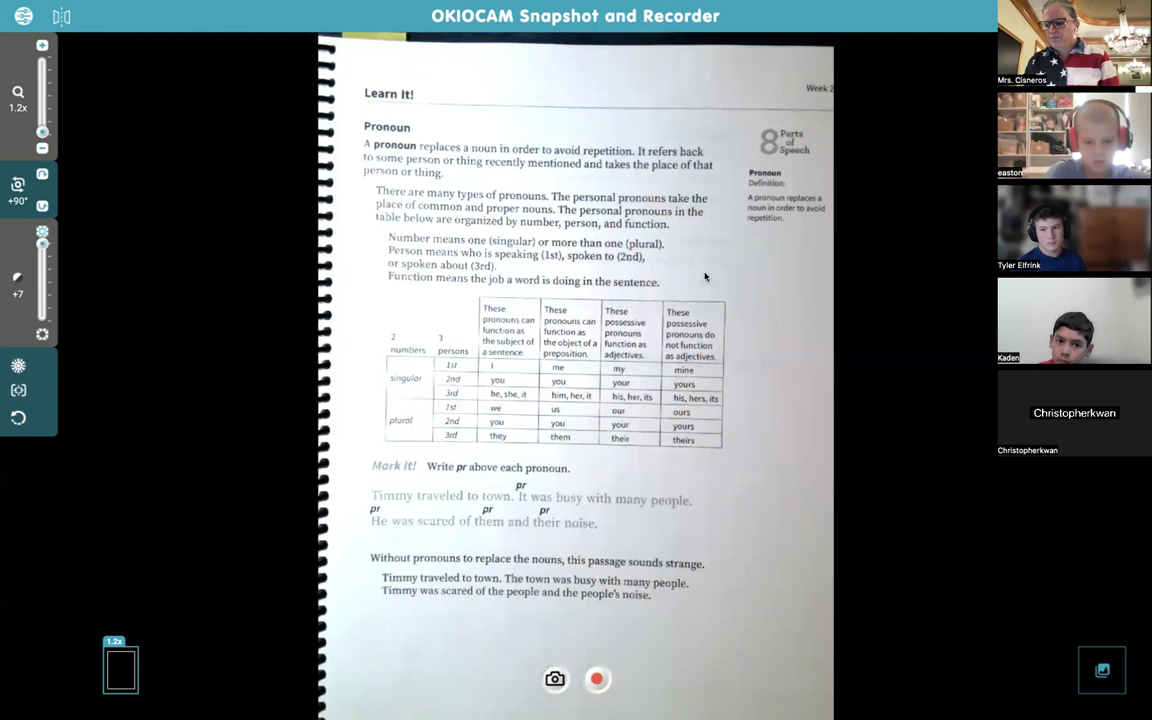 OKIOCAM Snapshot and Recorder
1.2x
+90°
+7
1.2x
Learn It!
Week 2
Pronoun
A pronoun replaces a noun in order to avoid repetition. It refers back
to some person or thing recently mentioned and takes the place of that
person or thing.
There are many types of pronouns. The personal pronouns take the
place of common and proper nouns. The personal pronouns in the
table below are organized by number, person, and function.
Number means one (singular) or more than one (plural).
Person means who is speaking (1st), spoken to (2nd),
or spoken about (3rd).
Function means the job a word is doing in the sentence.
8 Parts
of
Speech
Pronoun
Definition:
A pronoun replaces a
noun in order to avoid
repetition.
2
numbers
3
persons
These
pronouns can
function as
the subject of
a sentence.
These
pronouns can
function as
the object of a
preposition.
These
possessive
pronouns
function as
adjectives.
These
possessive
pronouns do
not function
as adjectives.
singular
1st I me my mine
2nd you you your yours
3rd he, she, it him, her, it his, her, its his, hers, its
plural
1st we us our ours
2nd you you your yours
3rd they them their theirs
Mark It! Write pr above each pronoun.
pr
Timmy traveled to town. It was busy with many people.
pr pr pr
He was scared of them and their noise.
Without pronouns to replace the nouns, this passage sounds strange.
Timmy traveled to town. The town was busy with many people.
Timmy was scared of the people and the people's noise.
Mrs. Cisneros
easton
Tyler Elfrink
Kaden
Christopherkwan
Christopherkwan